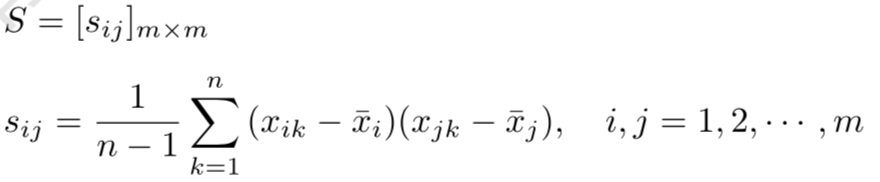 S = [s_{ij}]_{m×m}
s_{ij} = \frac{1}{n-1} \sum_{k=1}^{n} (x_{ik} − \bar{x}_i)(x_{jk} − \bar{x}_j), i, j = 1, 2, ⋯ , m